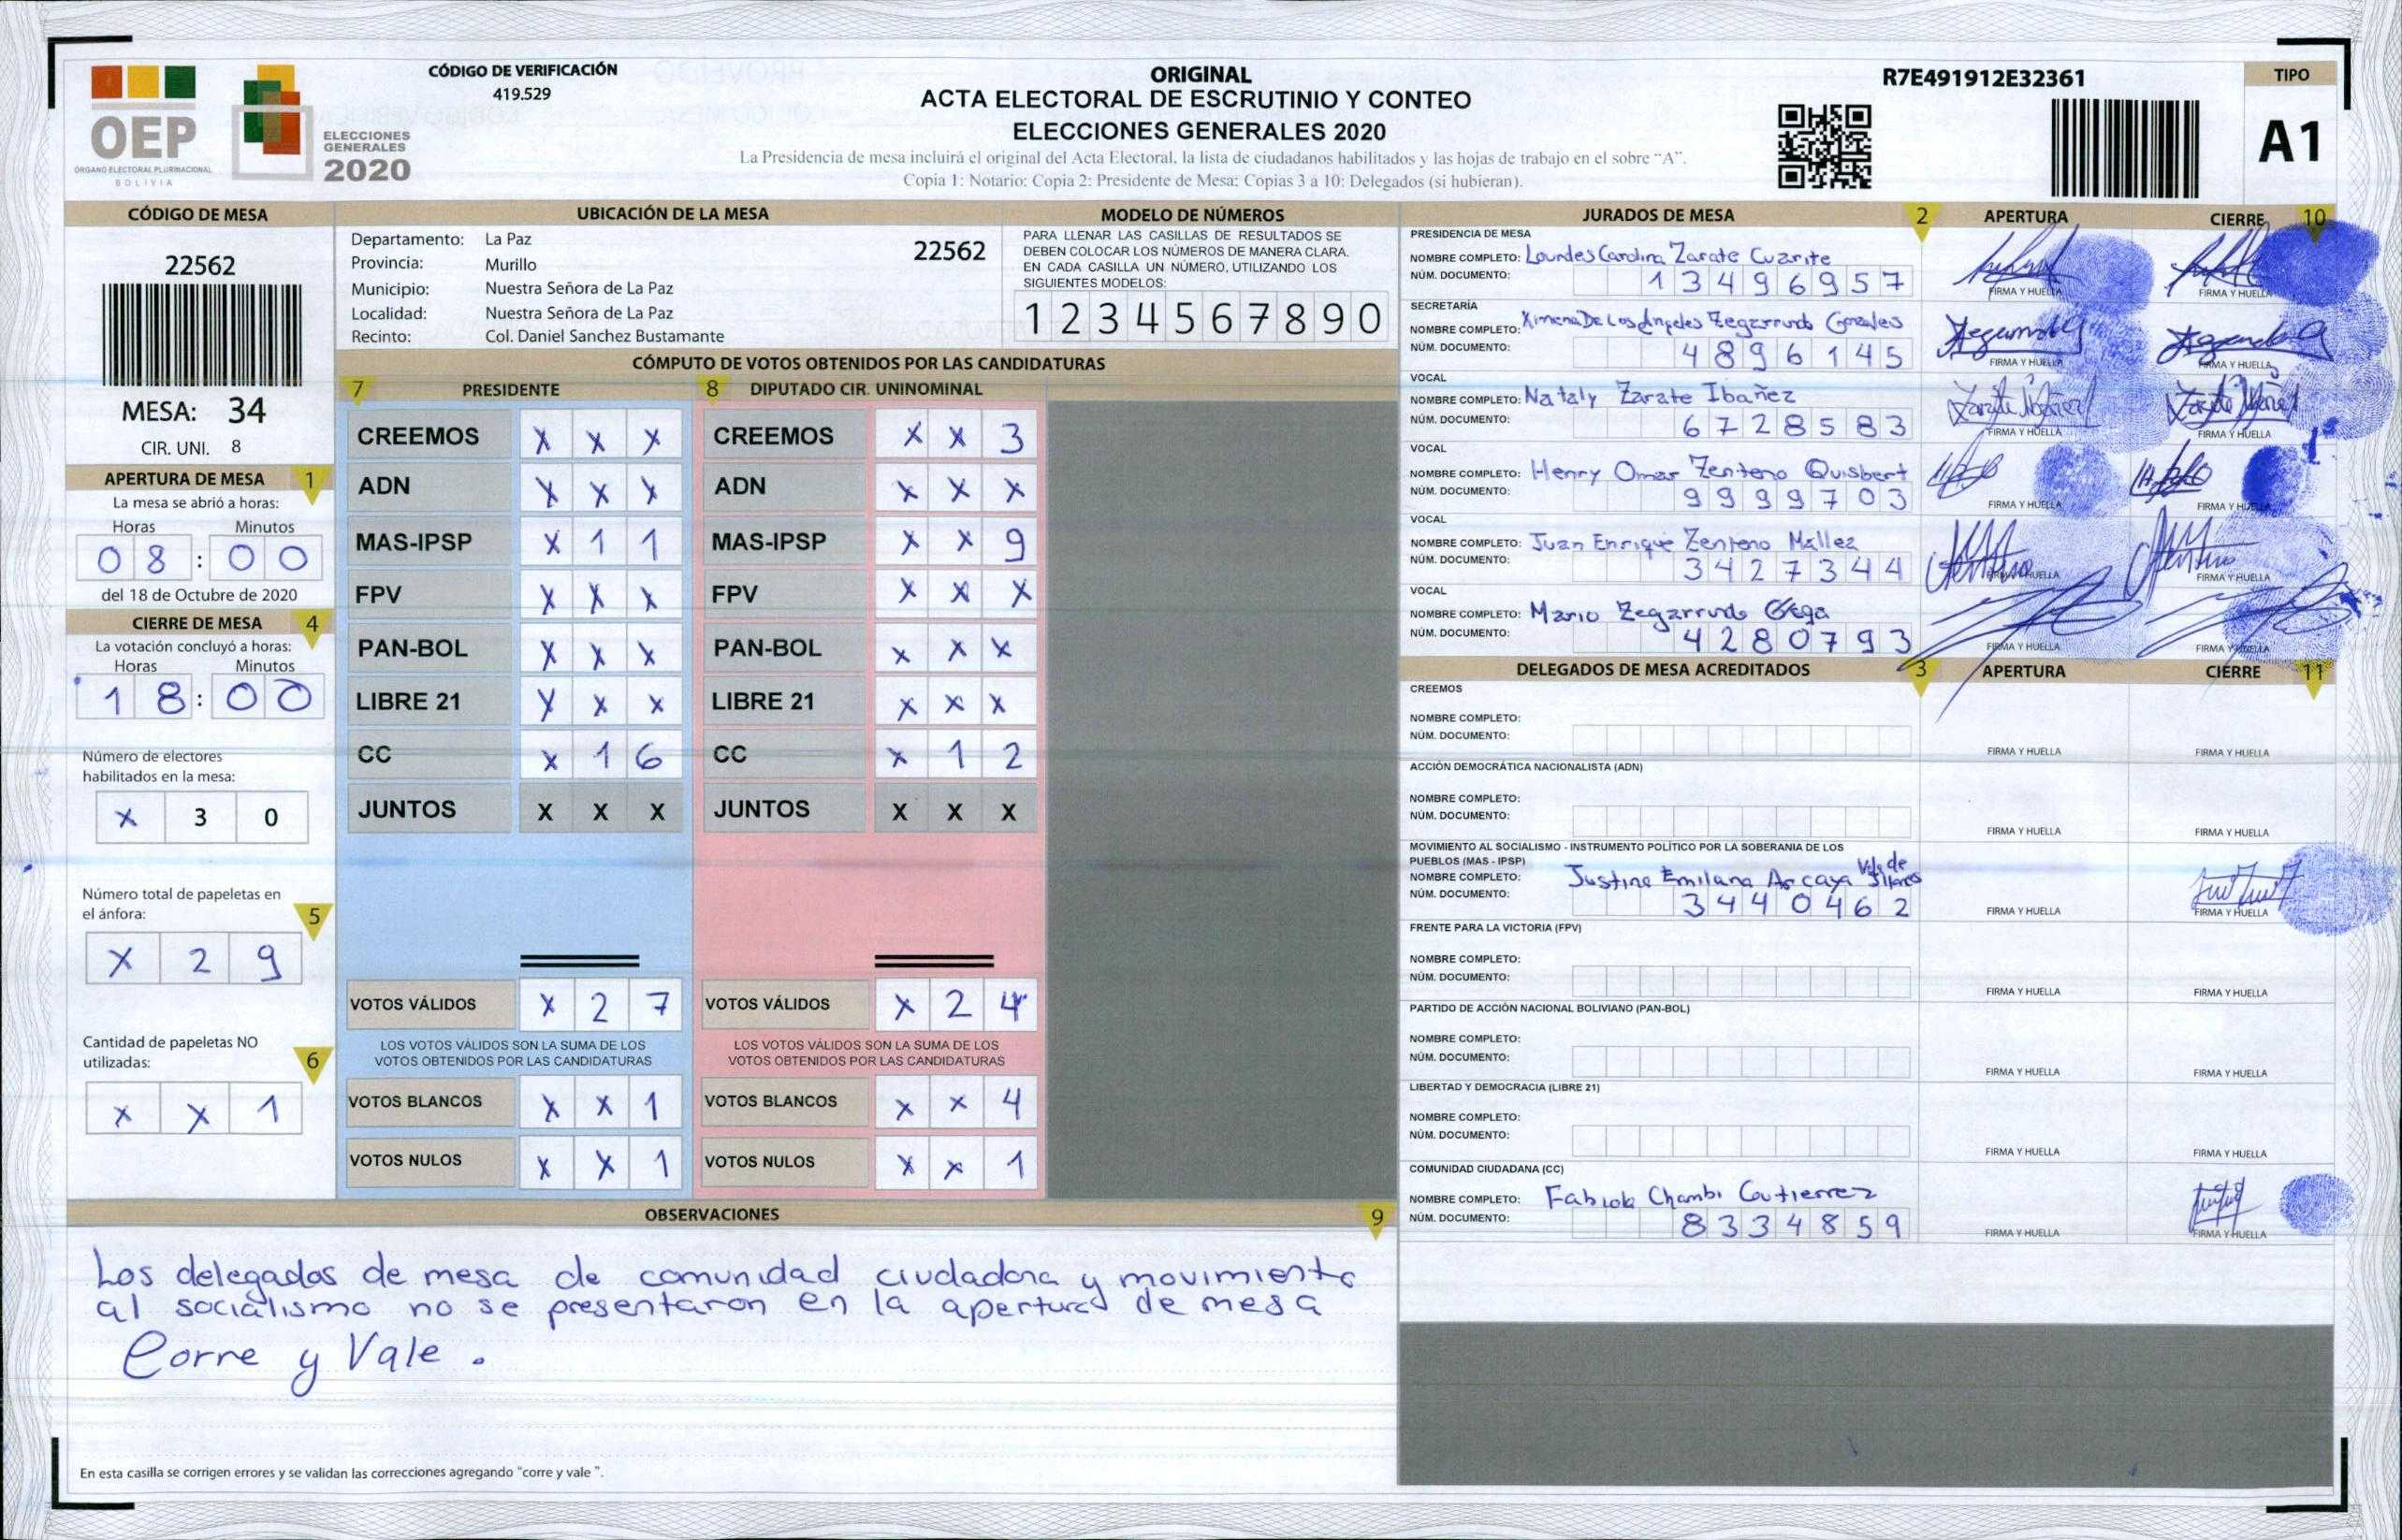 CÓDIGO DE VERIFICACIÓN
419.529
OEP
ÓRGANO ELECTORAL PLURINACIONAL
BOLIVIA
ELECCIONES
GENERALES
2020
ORIGINAL
ACTA ELECTORAL DE ESCRUTINIO Y CONTEO
ELECCIONES GENERALES 2020
La Presidencia de mesa incluirá el original del Acta Electoral, la lista de ciudadanos habilitados y las hojas de trabajo en el sobre "A".
Copia 1: Notario; Copia 2: Presidente de Mesa; Copias 3 a 10: Delegados (si hubieran).
R7E491912E32361
TIPO
A1
CÓDIGO DE MESA
22562
MESA: 34
CIR. UNI. 8
APERTURA DE MESA 1
La mesa se abrió a horas:
Horas Minutos
08 : 00
del 18 de Octubre de 2020
CIERRE DE MESA 4
La votación concluyó a horas:
Horas Minutos
18 : 00
Número de electores
habilitados en la mesa:
X 3 0
Número total de papeletas en
el ánfora: 5
X 2 9
Cantidad de papeletas NO
utilizadas: 6
X X 1
UBICACIÓN DE LA MESA
Departamento: La Paz 22562
Provincia: Murillo
Municipio: Nuestra Señora de La Paz
Localidad: Nuestra Señora de La Paz
Recinto: Col. Daniel Sanchez Bustamante
MODELO DE NÚMEROS
PARA LLENAR LAS CASILLAS DE RESULTADOS SE
DEBEN COLOCAR LOS NÚMEROS DE MANERA CLARA.
EN CADA CASILLA UN NÚMERO, UTILIZANDO LOS
SIGUIENTES MODELOS:
1 2 3 4 5 6 7 8 9 0
CÓMPUTO DE VOTOS OBTENIDOS POR LAS CANDIDATURAS
7 PRESIDENTE
CREEMOS X X X
ADN X X X
MAS-IPSP X 1 1
FPV X X X
PAN-BOL X X X
LIBRE 21 X X X
CC X 1 6
JUNTOS X X X
VOTOS VÁLIDOS X 2 7
LOS VOTOS VÁLIDOS SON LA SUMA DE LOS
VOTOS OBTENIDOS POR LAS CANDIDATURAS
VOTOS BLANCOS X X 1
VOTOS NULOS X X 1
8 DIPUTADO CIR. UNINOMINAL
CREEMOS X X 3
ADN X X X
MAS-IPSP X X 9
FPV X X X
PAN-BOL X X X
LIBRE 21 X X X
CC X 1 2
JUNTOS X X X
VOTOS VÁLIDOS X 2 4
LOS VOTOS VÁLIDOS SON LA SUMA DE LOS
VOTOS OBTENIDOS POR LAS CANDIDATURAS
VOTOS BLANCOS X X 4
VOTOS NULOS X X 1
OBSERVACIONES 9
Los delegados de mesa de comunidad ciudadana y movimiento
al socialismo no se presentaron en la apertura de mesa
Corre y Vale.
En esta casilla se corrigen errores y se validan las correcciones agregando "corre y vale ".
JURADOS DE MESA 2 APERTURA CIERRE 10
PRESIDENCIA DE MESA
NOMBRE COMPLETO: Lourdes Carolina Zarate Cuarite
NÚM. DOCUMENTO: 13496957
FIRMA Y HUELLA FIRMA Y HUELLA
SECRETARÍA
NOMBRE COMPLETO: Ximena De Los Angeles Zegarrundo Gonzales
NÚM. DOCUMENTO: 4896145
FIRMA Y HUELLA FIRMA Y HUELLA
VOCAL
NOMBRE COMPLETO: Nataly Zarate Ibañez
NÚM. DOCUMENTO: 6728583
FIRMA Y HUELLA FIRMA Y HUELLA
VOCAL
NOMBRE COMPLETO: Henry Omar Zenteno Quisbert
NÚM. DOCUMENTO: 9999703
FIRMA Y HUELLA FIRMA Y HUELLA
VOCAL
NOMBRE COMPLETO: Juan Enrique Zenteno Mallea
NÚM. DOCUMENTO: 3427344
FIRMA Y HUELLA FIRMA Y HUELLA
VOCAL
NOMBRE COMPLETO: Mario Zegarrundo
NÚM. DOCUMENTO: 4280793
FIRMA Y HUELLA FIRMA Y HUELLA
DELEGADOS DE MESA ACREDITADOS 3 APERTURA CIERRE 11
CREEMOS
NOMBRE COMPLETO:
NÚM. DOCUMENTO:
FIRMA Y HUELLA FIRMA Y HUELLA
ACCIÓN DEMOCRÁTICA NACIONALISTA (ADN)
NOMBRE COMPLETO:
NÚM. DOCUMENTO:
FIRMA Y HUELLA FIRMA Y HUELLA
MOVIMIENTO AL SOCIALISMO - INSTRUMENTO POLÍTICO POR LA SOBERANIA DE LOS
PUEBLOS (MAS - IPSP)
NOMBRE COMPLETO: Justina Emiliana Arcaya Vda de
NÚM. DOCUMENTO: 3440462
FIRMA Y HUELLA FIRMA Y HUELLA
FRENTE PARA LA VICTORIA (FPV)
NOMBRE COMPLETO:
NÚM. DOCUMENTO:
FIRMA Y HUELLA FIRMA Y HUELLA
PARTIDO DE ACCIÓN NACIONAL BOLIVIANO (PAN-BOL)
NOMBRE COMPLETO:
NÚM. DOCUMENTO:
FIRMA Y HUELLA FIRMA Y HUELLA
LIBERTAD Y DEMOCRACIA (LIBRE 21)
NOMBRE COMPLETO:
NÚM. DOCUMENTO:
FIRMA Y HUELLA FIRMA Y HUELLA
COMUNIDAD CIUDADANA (CC)
NOMBRE COMPLETO: Fabiola Chambi Gutierrez
NÚM. DOCUMENTO: 8334859
FIRMA Y HUELLA FIRMA Y HUELLA